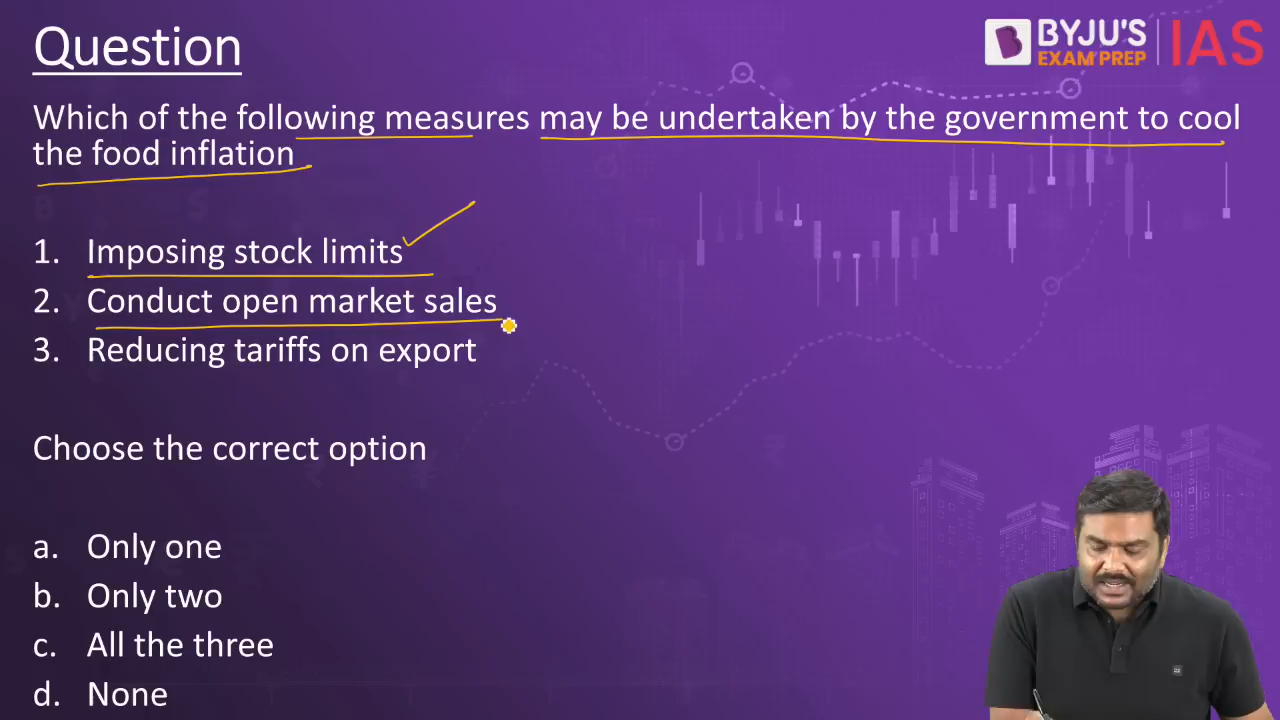 Question
BYJU'S
EXAM PREP
IAS
Which of the following measures may be undertaken by the government to cool
the food inflation
1. Imposing stock limits
2. Conduct open market sales
3. Reducing tariffs on export
Choose the correct option
a. Only one
b. Only two
c. All the three
d. None